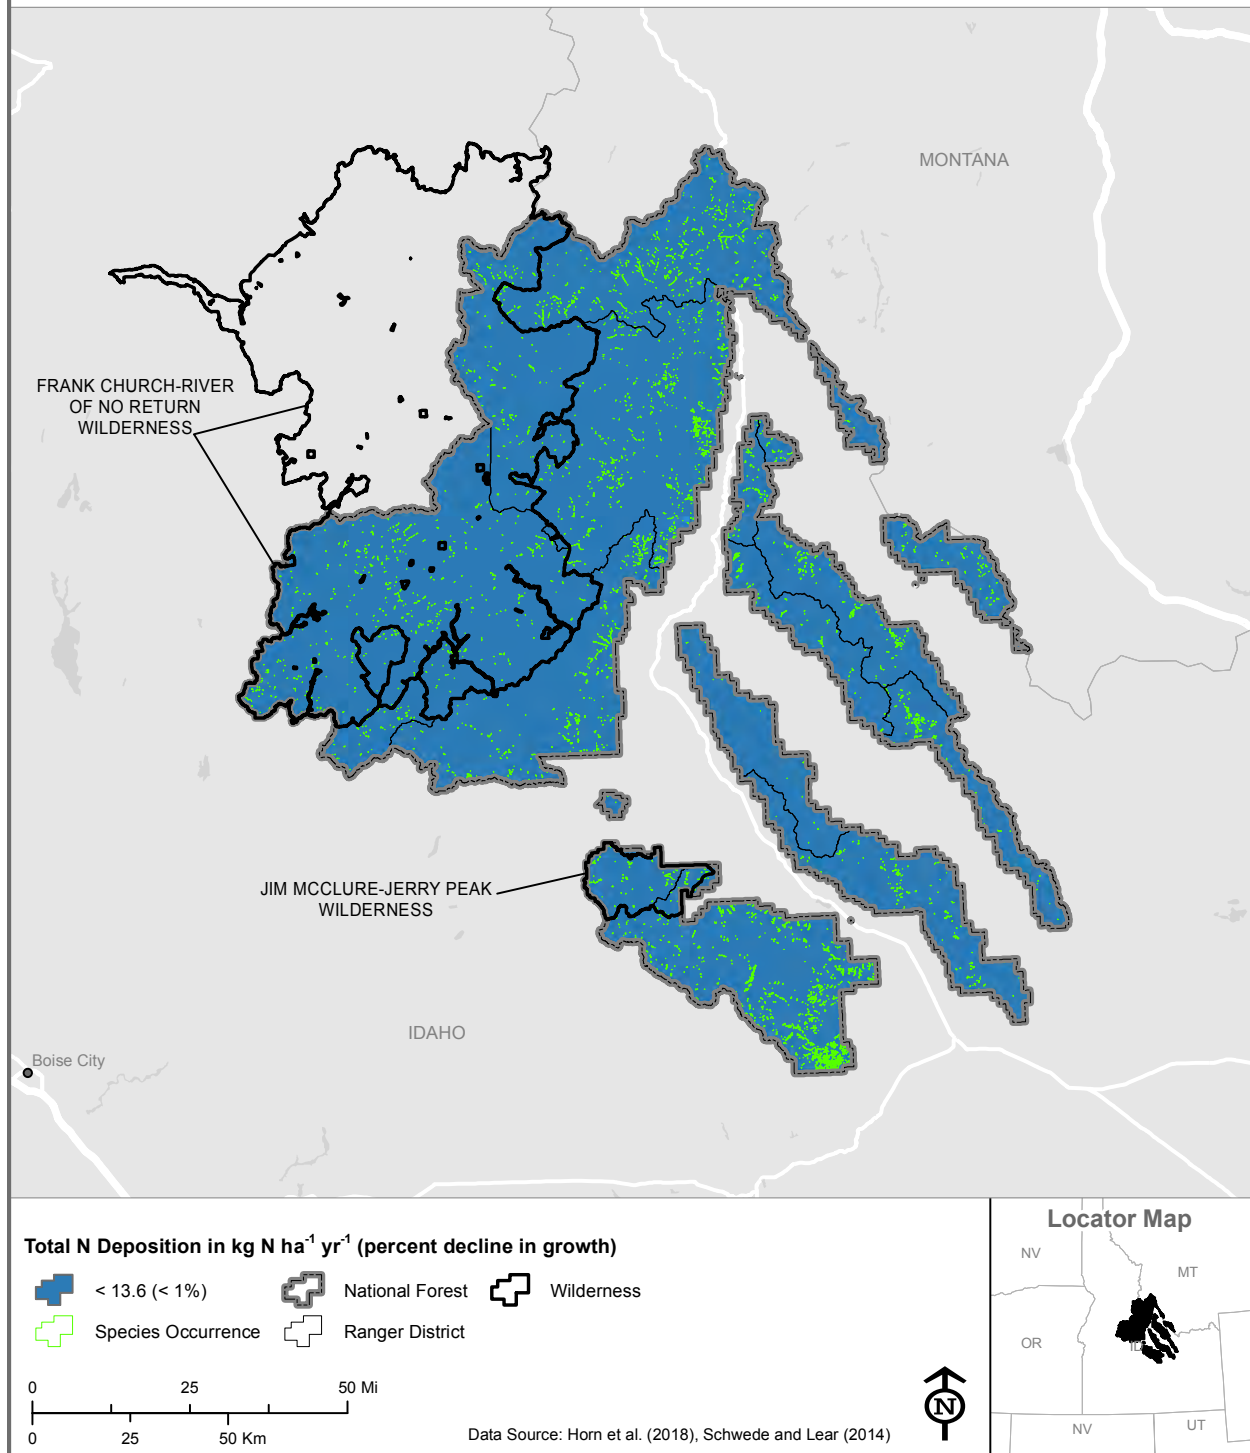 MONTANA
FRANK CHURCH-RIVER
OF NO RETURN
WILDERNESS
JIM MCCLURE-JERRY PEAK
WILDERNESS
IDAHO
Boise City
Total N Deposition in kg N ha⁻¹ yr⁻¹ (percent decline in growth)
< 13.6 (< 1%)
National Forest
Wilderness
Species Occurrence
Ranger District
0 25 50 Mi
0 25 50 Km
N
Data Source: Horn et al. (2018), Schwede and Lear (2014)
Locator Map
NV
MT
OR
ID
NV
UT